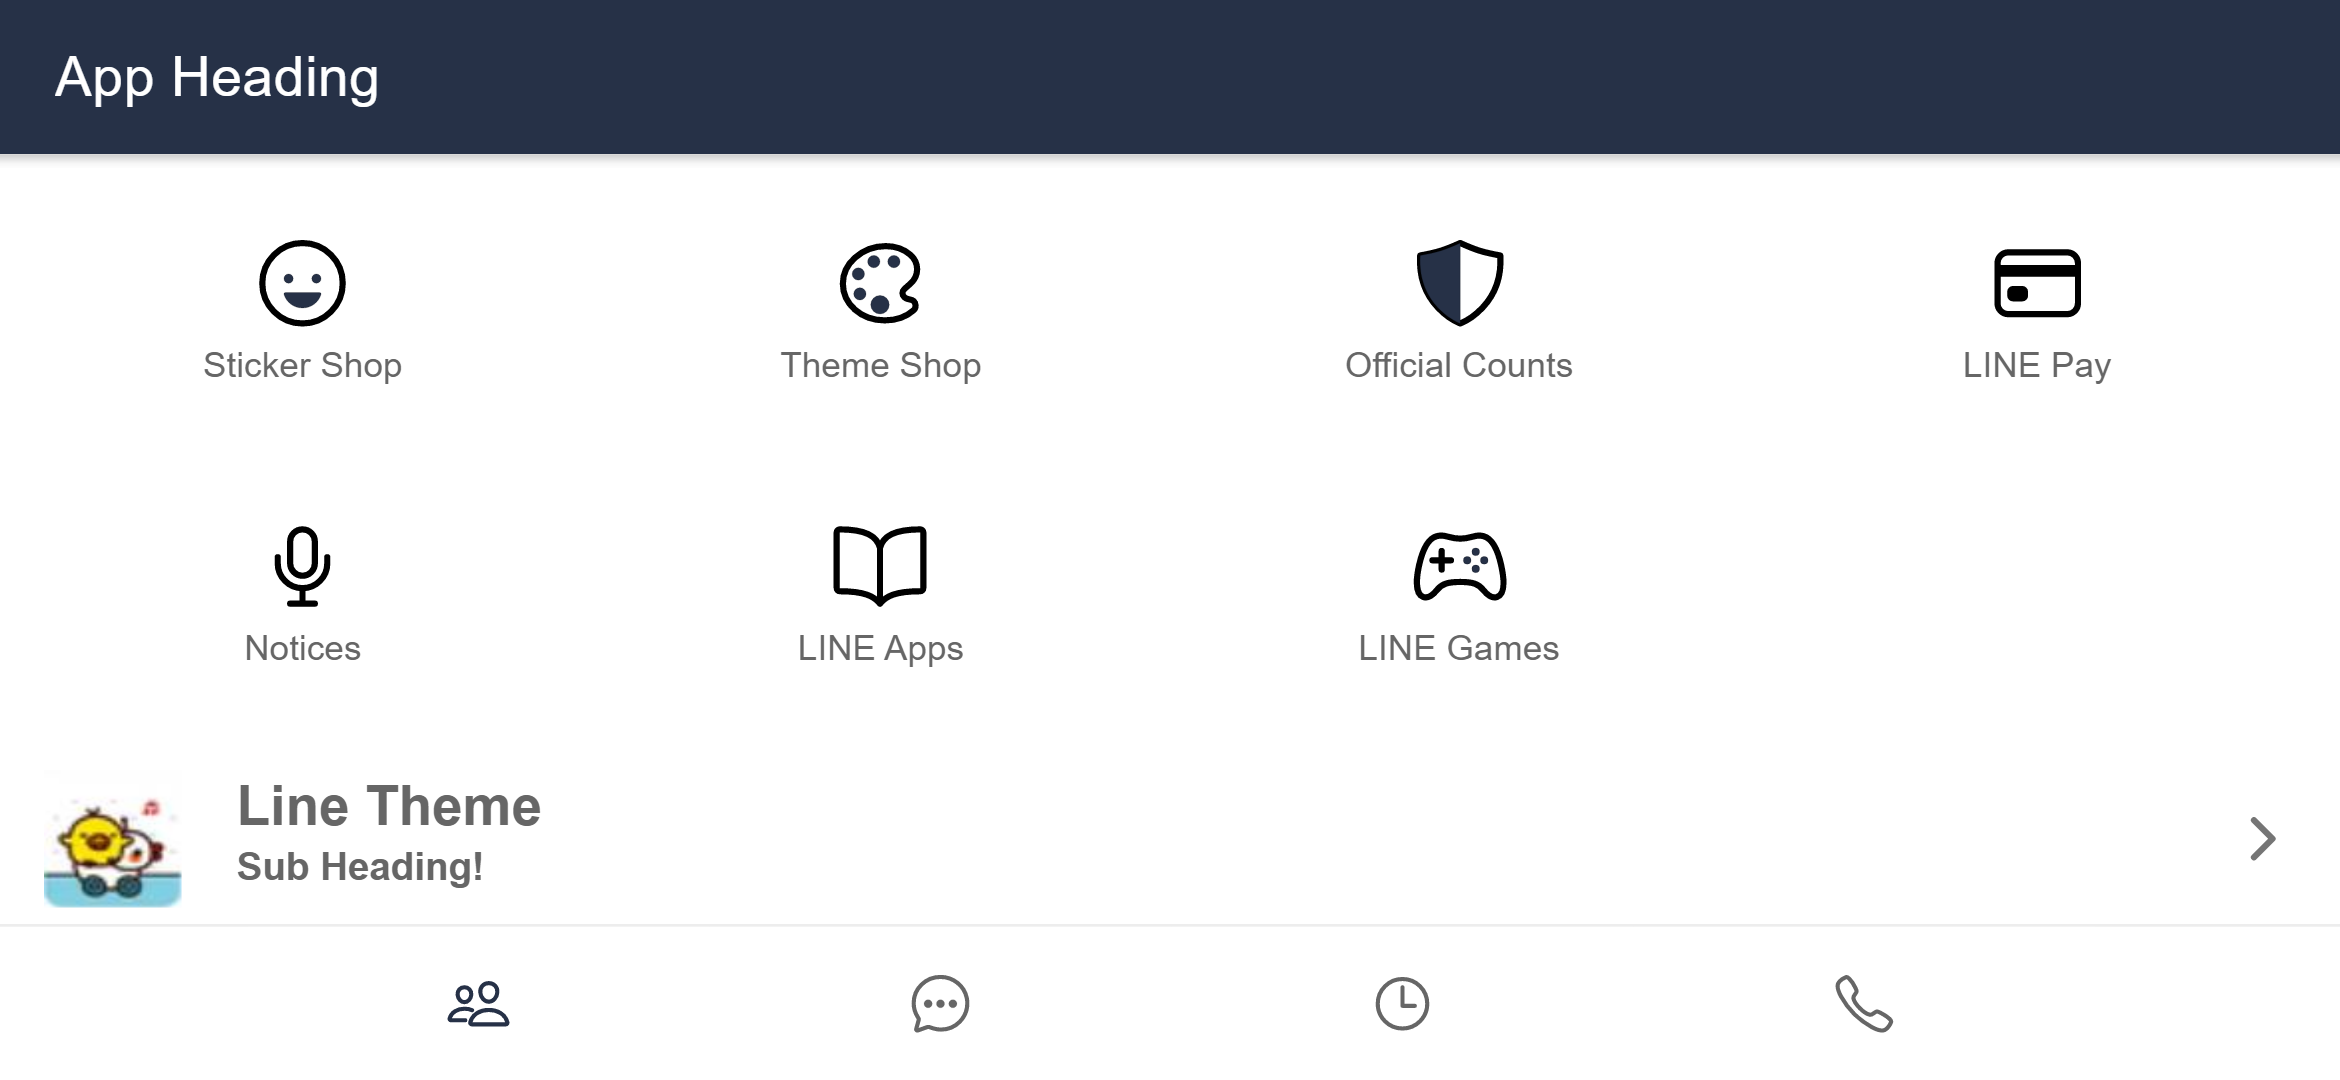 App Heading
Sticker Shop
Theme Shop
Official Counts
LINE Pay
Notices
LINE Apps
LINE Games
Line Theme
Sub Heading!